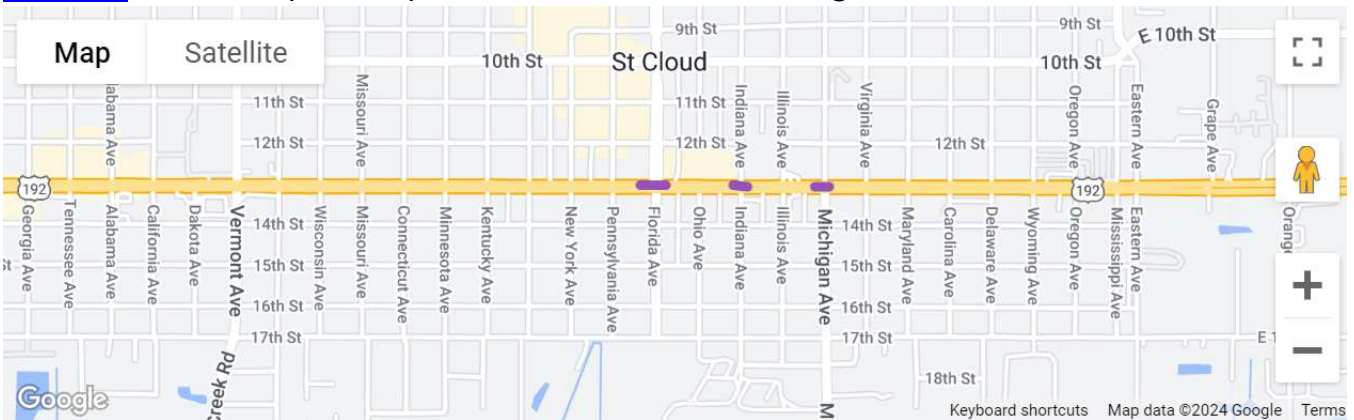 Map
Satellite
9th St
9th St
E 10th St
10th St
St Cloud
10th St
11th St
11th St
12th St
12th St
12th St
Missouri Ave
Indiana Ave
Illinois Ave
Virginia Ave
Oregon Ave
Eastern Ave
Grape Ave
192
192
Georgia Ave
Tennessee Ave
Alabama Ave
California Ave
Dakota Ave
Vermont Ave
Wisconsin Ave
Missouri Ave
Connecticut Ave
Minnesota Ave
Kentucky Ave
New York Ave
Pennsylvania Ave
Florida Ave
Ohio Ave
Indiana Ave
Illinois Ave
Michigan Ave
Maryland Ave
Carolina Ave
Delaware Ave
Wyoming Ave
Oregon Ave
Mississippi Ave
Eastern Ave
14th St
14th St
15th St
15th St
16th St
16th St
17th St
17th St
18th St
Google
Keyboard shortcuts
Map data ©2024 Google
Terms